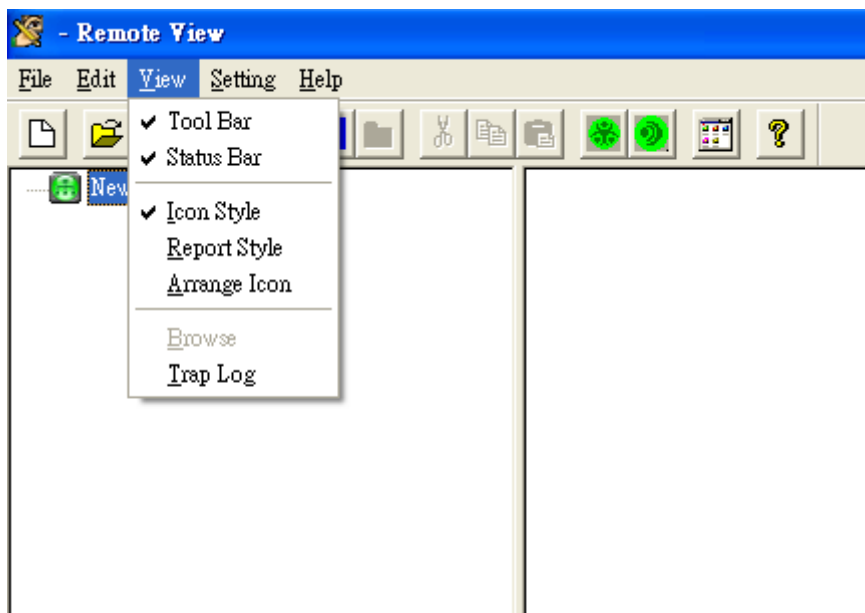 - Remote View
File Edit View Setting Help
Tool Bar
Status Bar
New
Icon Style
Report Style
Arrange Icon
Browse
Trap Log